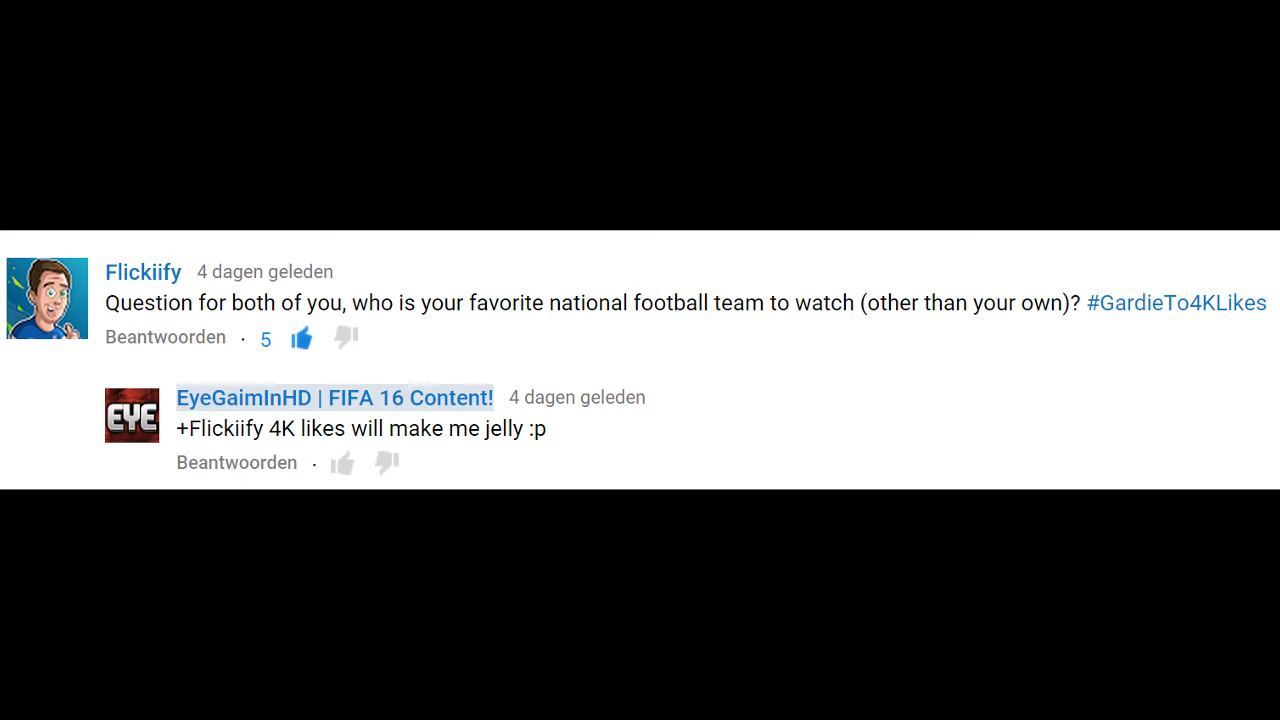 Flickiify 4 dagen geleden
Question for both of you, who is your favorite national football team to watch (other than your own)? #GardieTo4KLikes
Beantwoorden · 5
EYE
EyeGaimInHD | FIFA 16 Content! 4 dagen geleden
+Flickiify 4K likes will make me jelly :p
Beantwoorden ·